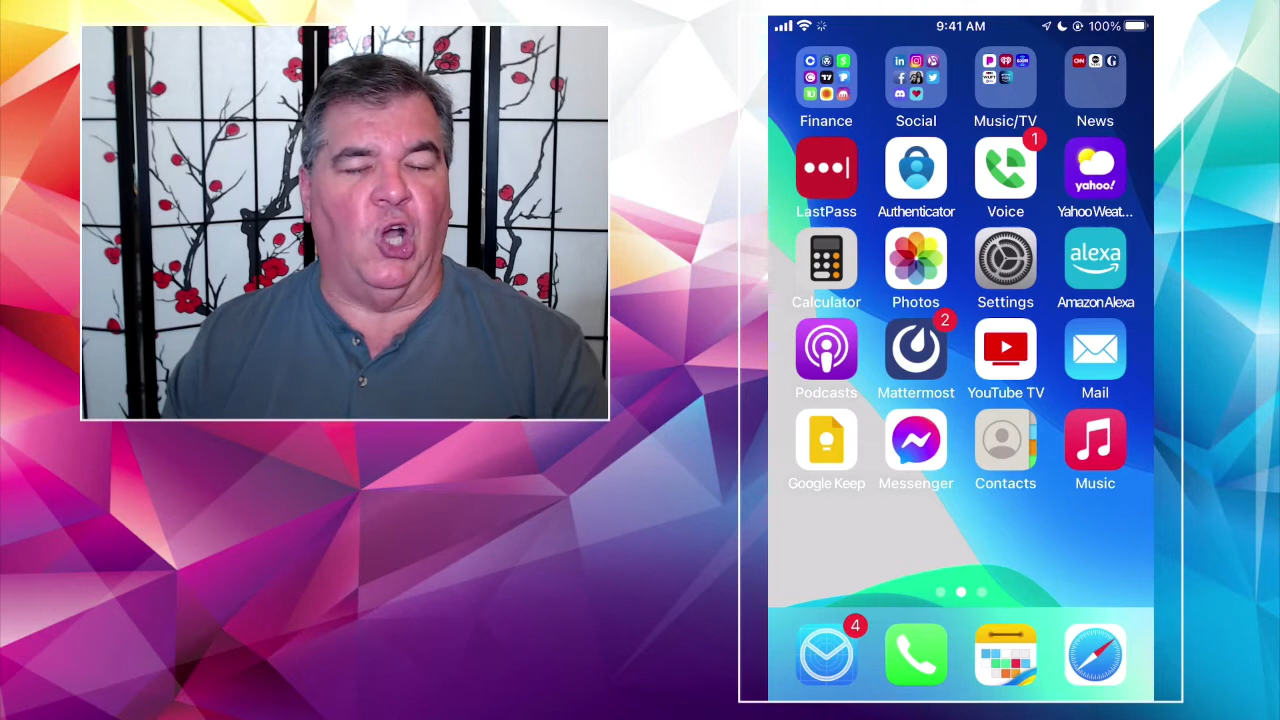 9:41 AM
100%
Finance
Social
Music/TV
News
LastPass
Authenticator
1
Voice
yahoo!
Yahoo Weat...
Calculator
Photos
Settings
alexa
Amazon Alexa
Podcasts
2
Mattermost
YouTube TV
Mail
Google Keep
Messenger
Contacts
Music
4